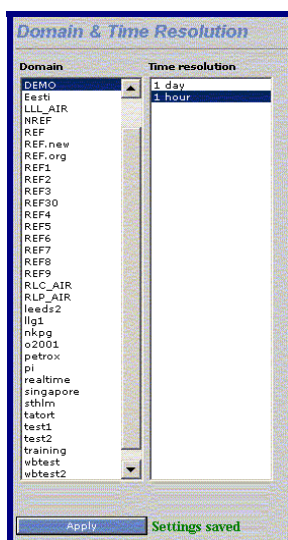 Domain & Time Resolution
Domain
Time resolution
DEMO
Eesti
LLL_AIR
NREF
REF
REF.new
REF.org
REF1
REF2
REF3
REF30
REF4
REF5
REF6
REF7
REF8
REF9
RLC_AIR
RLP_AIR
leeds2
llg1
nkpg
o2001
petrox
pi
realtime
singapore
sthlm
tatort
test1
test2
training
wbtest
wbtest2
1 day
1 hour
Apply
Settings saved